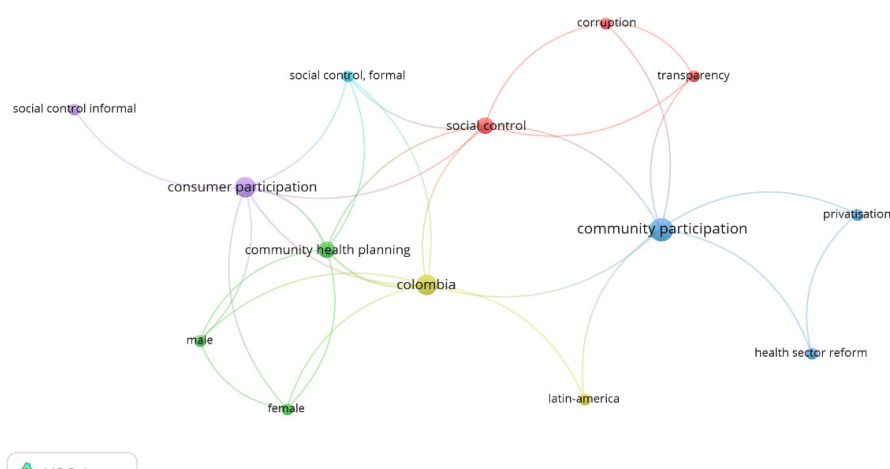 corruption
social control, formal
transparency
social control informal
social control
consumer participation
privatisation
community participation
community health planning
colombia
male
health sector reform
latin-america
female